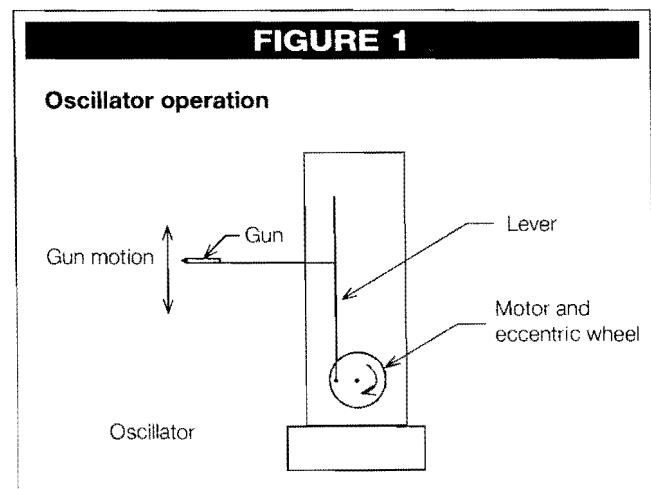 FIGURE 1
Oscillator operation
Gun
Gun motion
Lever
Motor and
eccentric wheel
Oscillator